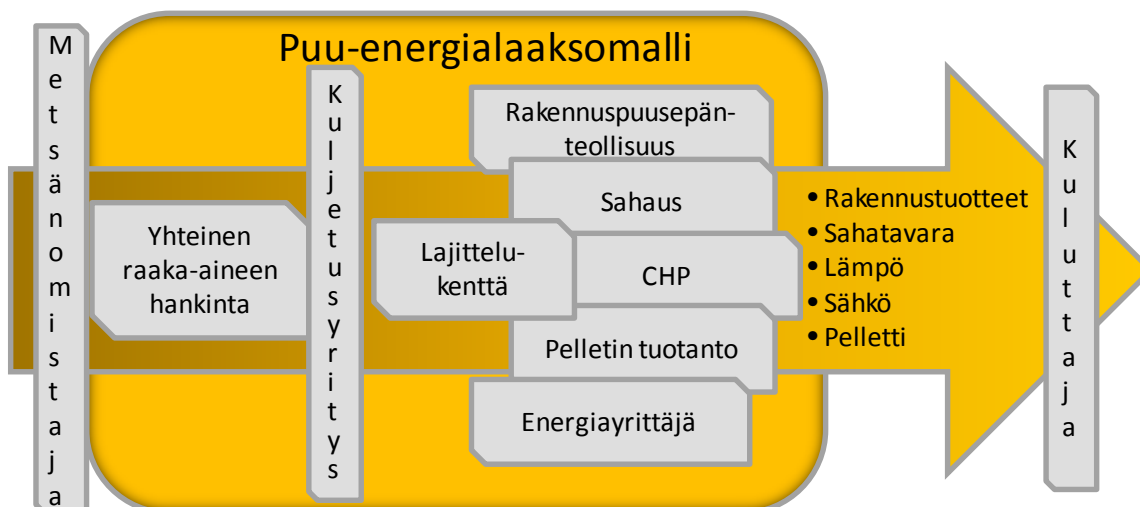 Puu-energialaaksomalli
Metsänomistaja
Yhteinen
raaka-aineen
hankinta
Kuljetusyritys
Lajittelu-
kenttä
Rakennuspuusepän-
teollisuus
Sahaus
CHP
Pelletin tuotanto
Energiayrittäjä
• Rakennustuotteet
• Sahatavara
• Lämpö
• Sähkö
• Pelletti
Kuluttaja